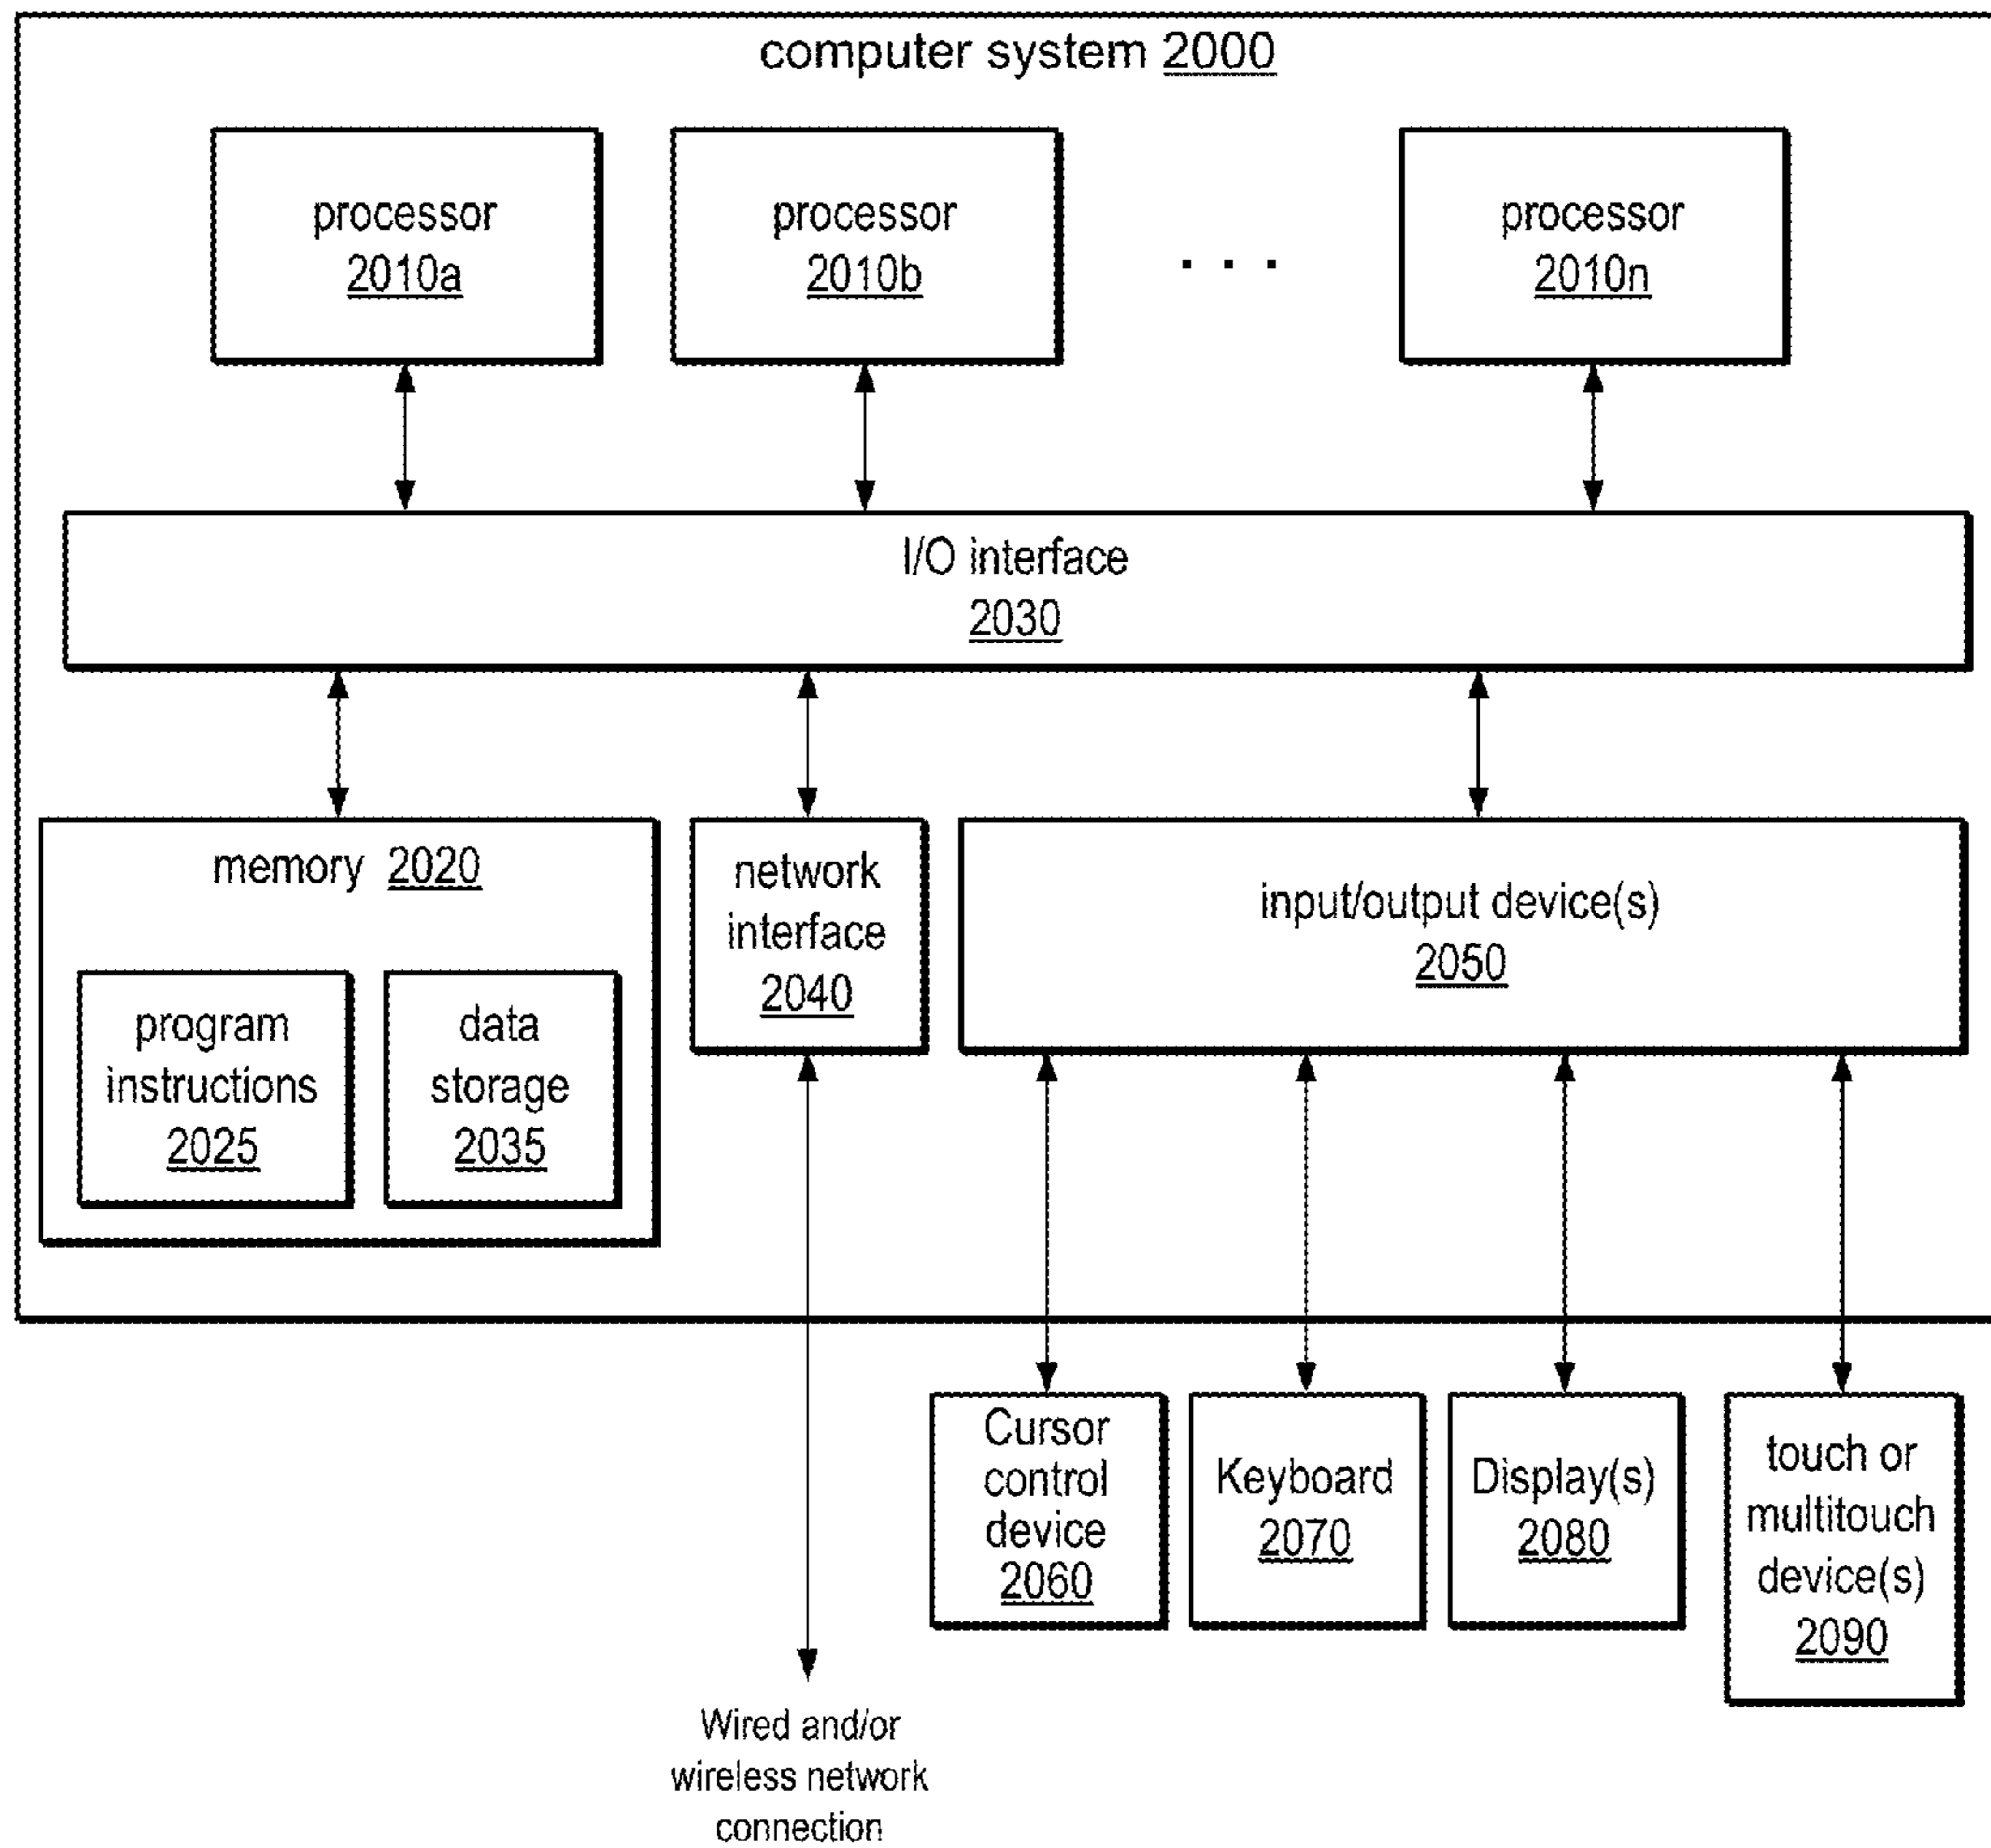 computer system 2000
processor
2010a
processor
2010b
. . .
processor
2010n
I/O interface
2030
memory 2020
program
instructions
2025
data
storage
2035
network
interface
2040
input/output device(s)
2050
Cursor
control
device
2060
Keyboard
2070
Display(s)
2080
touch or
multitouch
device(s)
2090
Wired and/or
wireless network
connection